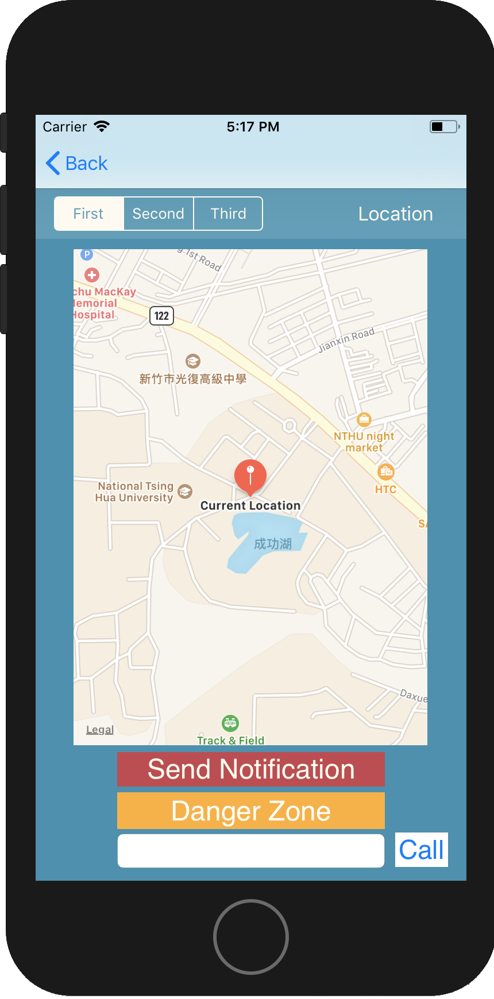 Carrier
5:17 PM
Back
First
Second
Third
Location
P
g 1st Road
chu MacKay
Memorial
Hospital
122
Jianxin Road
新竹市光復高級中學
NTHU night
market
HTC
National Tsing
Hua University
Current Location
SA
成功湖
Daxue
Legal
Track & Field
Send Notification
Danger Zone
Call